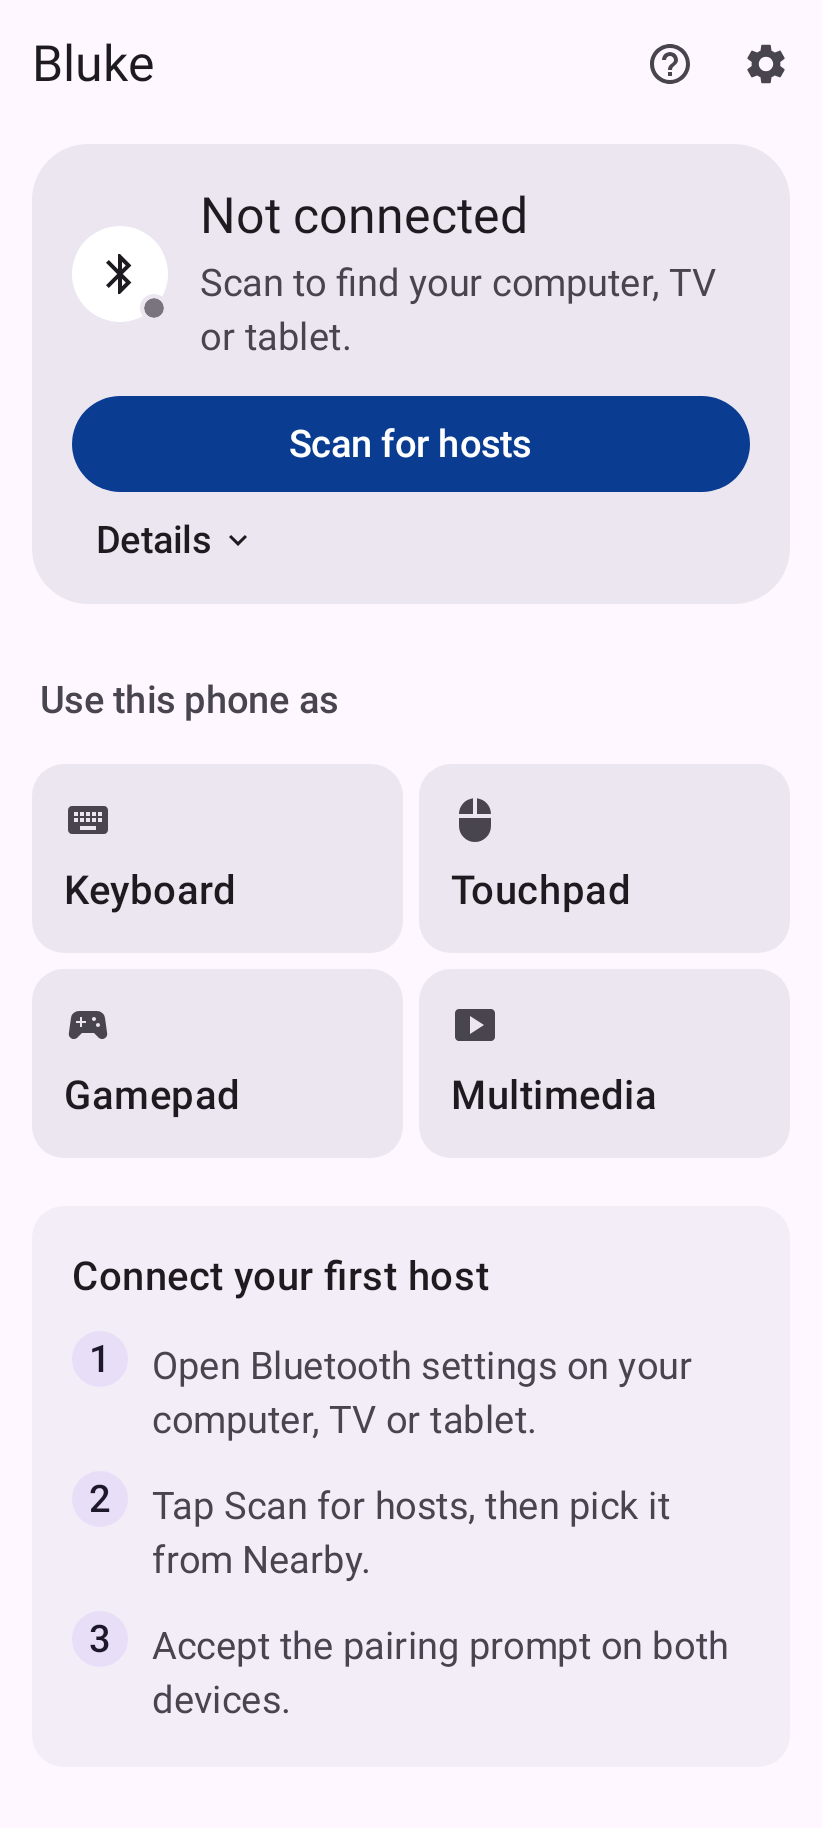 Bluke
Not connected
Scan to find your computer, TV
or tablet.
Scan for hosts
Details
Use this phone as
Keyboard
Touchpad
Gamepad
Multimedia
Connect your first host
1
Open Bluetooth settings on your
computer, TV or tablet.
2
Tap Scan for hosts, then pick it
from Nearby.
3
Accept the pairing prompt on both
devices.